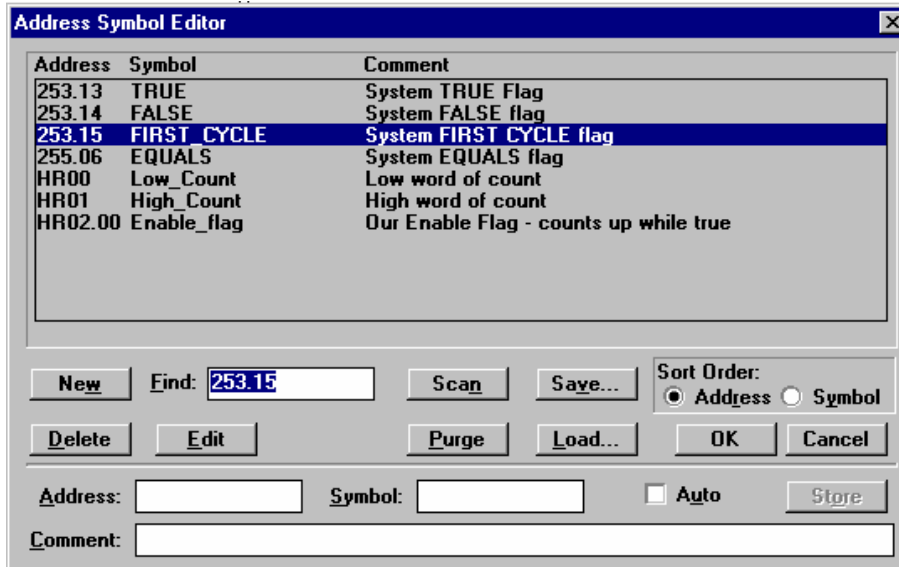 Address Symbol Editor
Address Symbol Comment
253.13 TRUE System TRUE Flag
253.14 FALSE System FALSE flag
253.15 FIRST_CYCLE System FIRST CYCLE flag
255.06 EQUALS System EQUALS flag
HR00 Low_Count Low word of count
HR01 High_Count High word of count
HR02.00 Enable_flag Our Enable Flag - counts up while true
New Find: 253.15 Scan Save... Sort Order:
Address Symbol
Delete Edit Purge Load... OK Cancel
Address: Symbol: Auto Store
Comment: